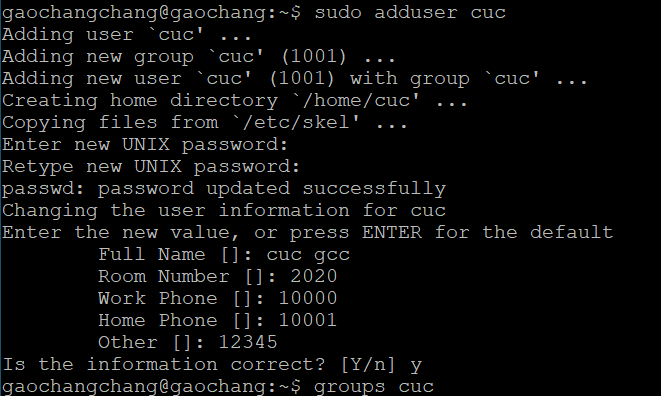 gaochangchang@gaochang:~$ sudo adduser cuc
Adding user `cuc' ...
Adding new group `cuc' (1001) ...
Adding new user `cuc' (1001) with group `cuc' ...
Creating home directory `/home/cuc' ...
Copying files from `/etc/skel' ...
Enter new UNIX password:
Retype new UNIX password:
passwd: password updated successfully
Changing the user information for cuc
Enter the new value, or press ENTER for the default
        Full Name []: cuc gcc
        Room Number []: 2020
        Work Phone []: 10000
        Home Phone []: 10001
        Other []: 12345
Is the information correct? [Y/n] y
gaochangchang@gaochang:~$ groups cuc